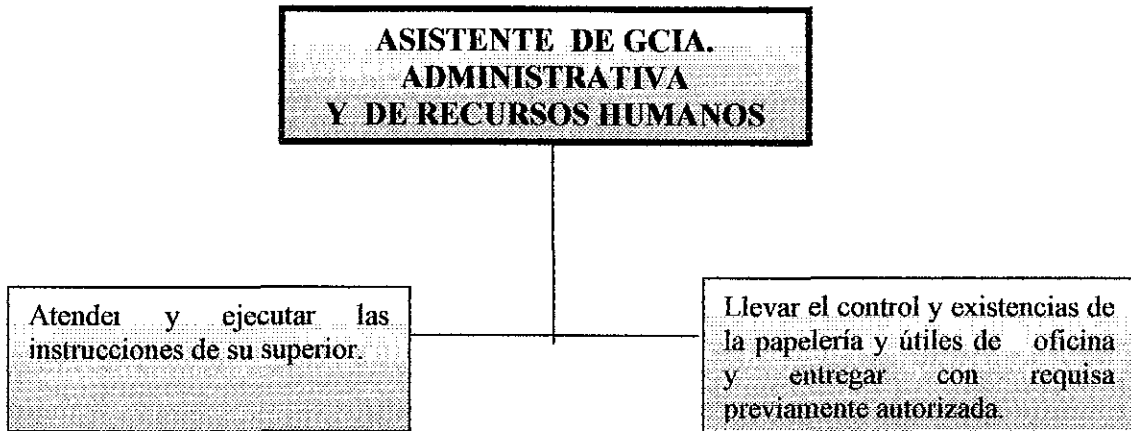 ASISTENTE DE GCIA.
ADMINISTRATIVA
Y DE RECURSOS HUMANOS
Atender y ejecutar las
instrucciones de su superior.
Llevar el control y existencias de
la papelería y útiles de oficina
y entregar con requisa
previamente autorizada.